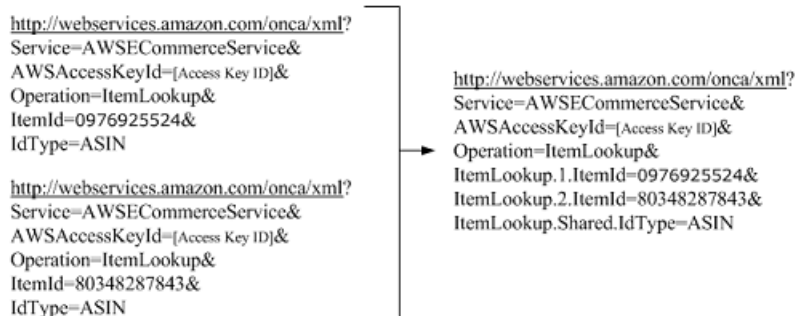 http://webservices.amazon.com/onca/xml?
Service=AWSECommerceService&
AWSAccessKeyId=[Access Key ID]&
Operation=ItemLookup&
ItemId=0976925524&
IdType=ASIN
http://webservices.amazon.com/onca/xml?
Service=AWSECommerceService&
AWSAccessKeyId=[Access Key ID]&
Operation=ItemLookup&
ItemId=80348287843&
IdType=ASIN
http://webservices.amazon.com/onca/xml?
Service=AWSECommerceService&
AWSAccessKeyId=[Access Key ID]&
Operation=ItemLookup&
ItemLookup.1.ItemId=0976925524&
ItemLookup.2.ItemId=80348287843&
ItemLookup.Shared.IdType=ASIN